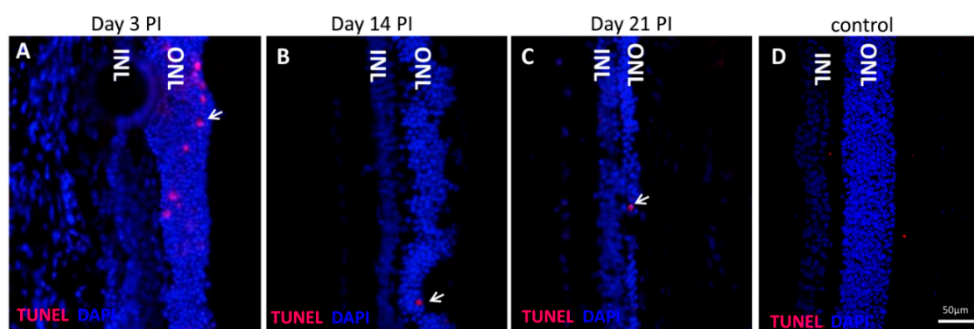 Day 3 PI
Day 14 PI
Day 21 PI
control
A
INL
ONL
TUNEL DAPI
B
INL
ONL
TUNEL DAPI
C
INL
ONL
TUNEL DAPI
D
INL
ONL
TUNEL DAPI
50µm